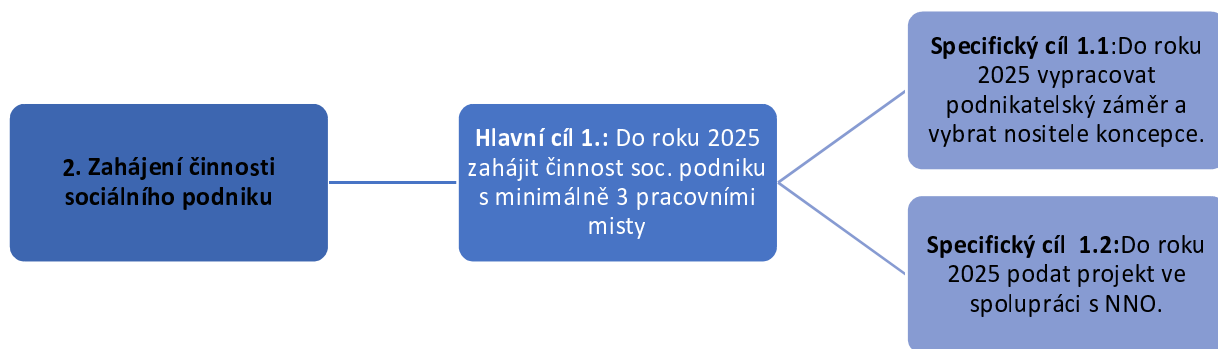 2. Zahájení činnosti
sociálního podniku
Hlavní cíl 1.: Do roku 2025
zahájit činnost soc. podniku
s minimálně 3 pracovními
misty
Specifický cíl 1.1:Do roku
2025 vypracovat
podnikatelský záměr a
vybrat nositele koncepce.
Specifický cíl  1.2:Do roku
2025 podat projekt ve
spolupráci s NNO.